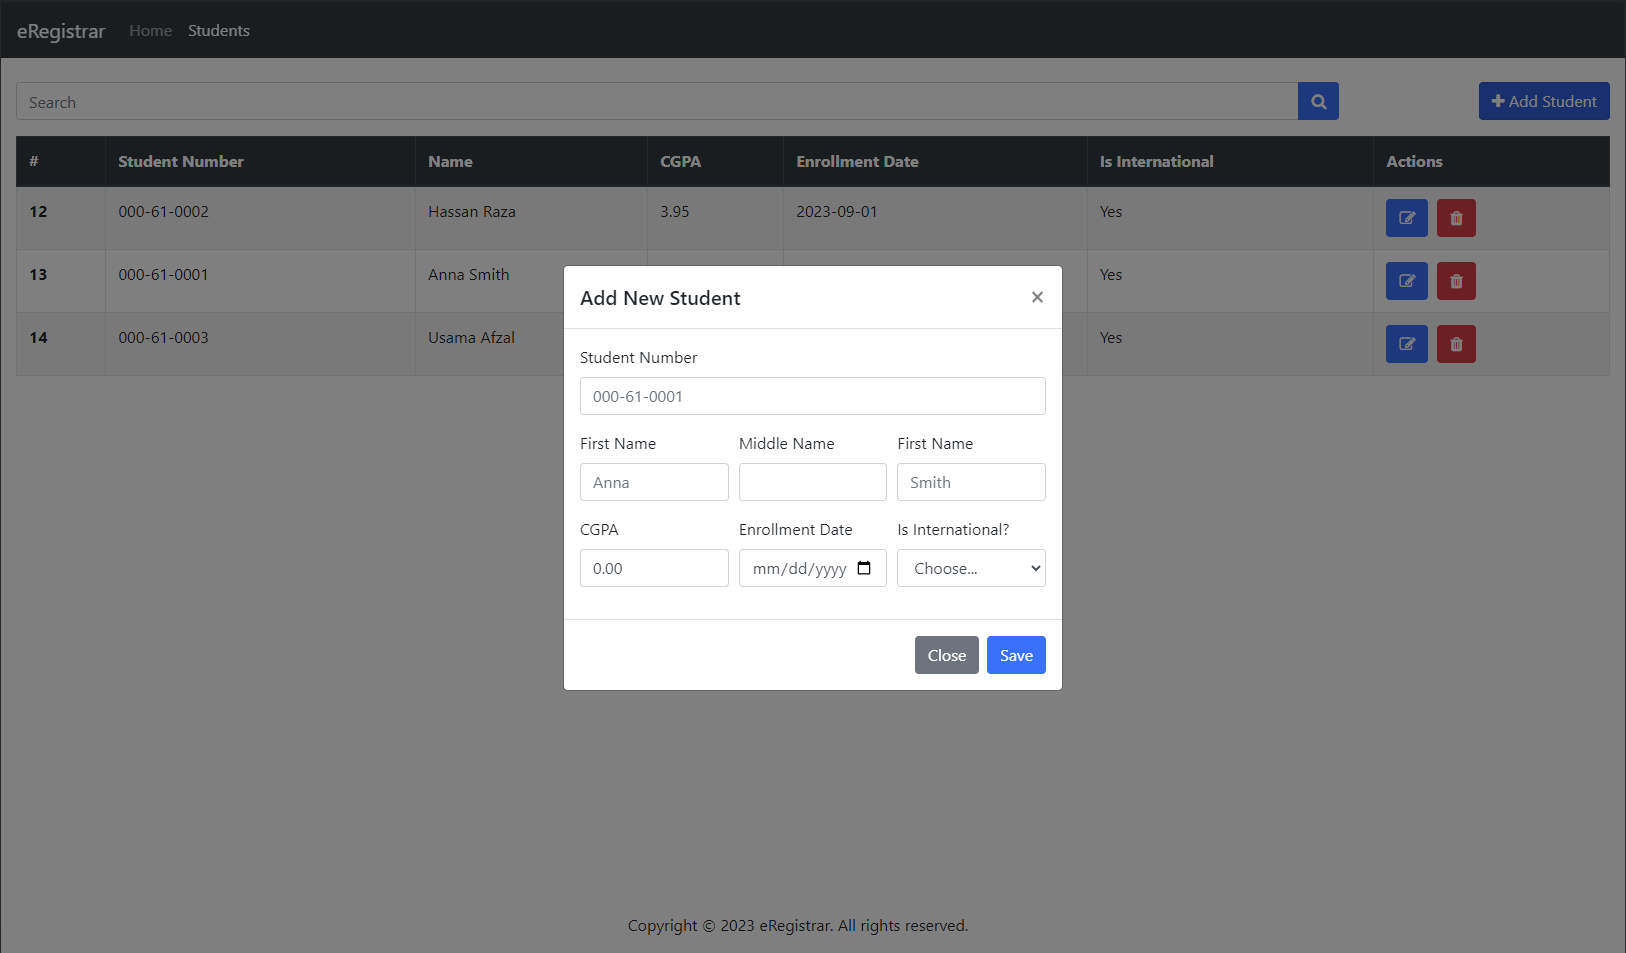 eRegistrar Home Students
Search
Add Student
# Student Number Name CGPA Enrollment Date Is International Actions
12 000-61-0002 Hassan Raza 3.95 2023-09-01 Yes
13 000-61-0001 Anna Smith Yes
14 000-61-0003 Usama Afzal Yes
Add New Student ×
Student Number
000-61-0001
First Name Middle Name First Name
Anna Smith
CGPA Enrollment Date Is International?
0.00 mm/dd/yyyy Choose...
Close Save
Copyright © 2023 eRegistrar. All rights reserved.